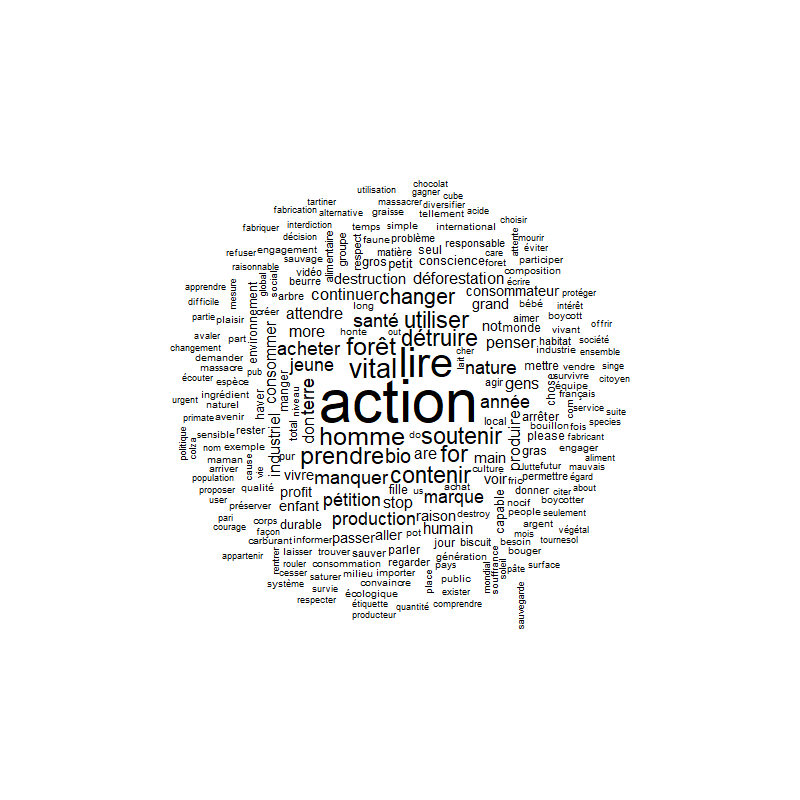 chocolat
utilisation
gagner
cube
tartiner
massacrer
diversifier
fabrication
alternative
graisse
tellement
acide
choisir
fabriquer
interdiction
temps
simple
international
mourir
décision
alimentaire
groupe
respect
faune
problème
responsable
attente
éviter
refuser
engagement
sauvage
matière
seul
care
participer
raisonnable
global
sociale
vidéo
gros
petit
conscience
foret
composition
apprendre
mesure
beurre
destruction
déforestation
écrire
difficile
arbre
continuer
changer
consommateur
bébé
protéger
partie
plaisir
créer
long
grand
intérêt
avaler
part
environnement
attendre
santé
utiliser
aimer
boycott
offrir
changement
more
honte
out
détruire
not
monde
vivant
demander
consommer
acheter
forêt
penser
habitat
société
massacre
pub
jeune
vital
lire
lait
cher
industrie
ensemble
écouter
espèce
manger
nature
mettre
vendre
singe
survivre
urgent
ingrédient
naturel
haver
niveau
terre
action
agir
gens
chose
équipe
citoyen
primate
avenir
total
don
année
français
politique
colza
sensible
rester
industriel
homme
do
soutenir
local
produire
arrêter
com
service
suite
nom
exemple
prendre
bio
are
for
please
bouillon
fois
species
maman
cause
vie
pur
main
gras
fabricant
arriver
vivre
manquer
contenir
culture
voir
fric
lutte
futur
engager
mauvais
aliment
population
qualité
profit
fille
us
achat
permettre
égard
proposer
enfant
pétition
stop
marque
capable
donner
citer
about
user
préserver
nocif
boycotter
pari
corps
durable
production
raison
destroy
people
seulement
courage
façon
humain
argent
végétal
carburant
informer
passer
aller
pot
mois
appartenir
rentrer
laisser
trouver
sauver
parler
jour
biscuit
besoin
tournesol
rouler
consommation
regarder
génération
bouger
cesser
saturer
milieu
importer
place
pays
mondial
souffrance
soleil
surface
système
survie
convaincre
public
pâte
respecter
écologique
exister
étiquette
quantité
comprendre
sauvegarde
producteur